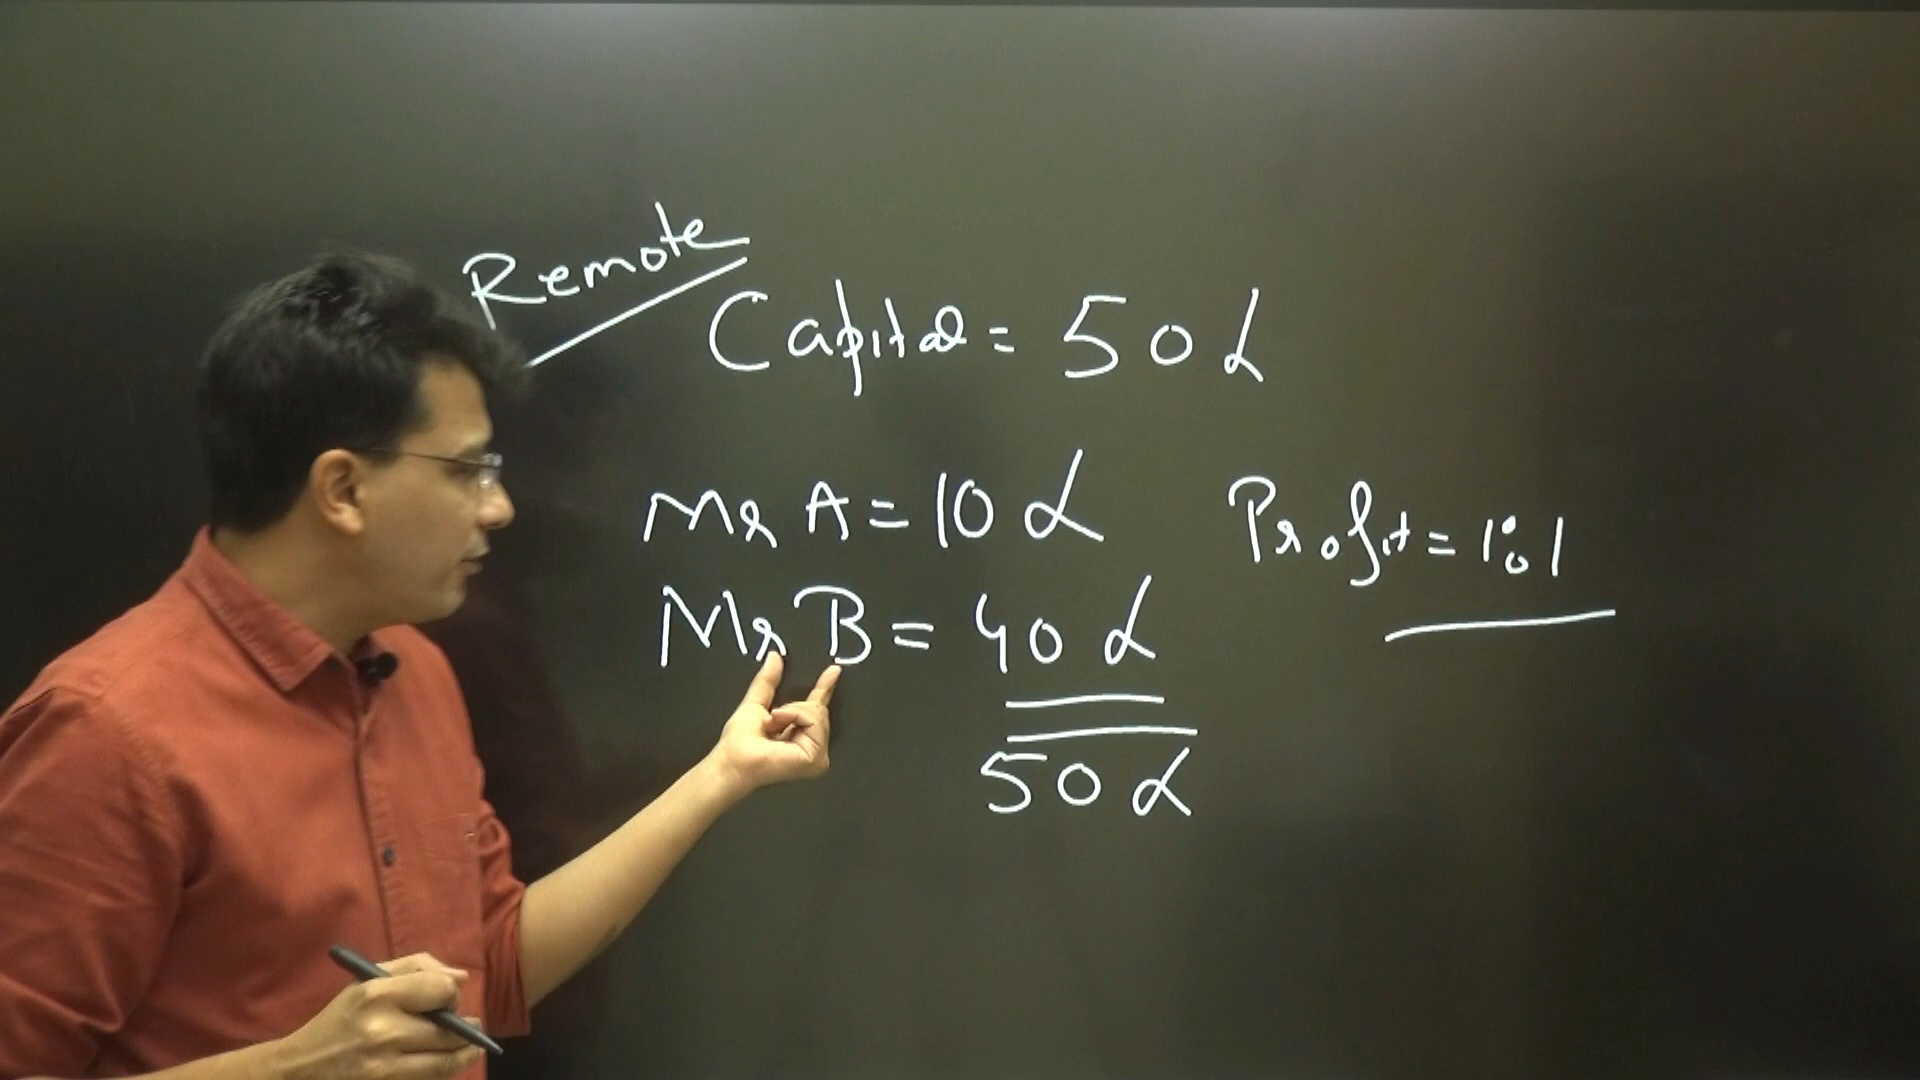 Remote
Capital = 50 L
Mr A = 10 L
Profit = 1:1
Mr B = 40 L
50 L